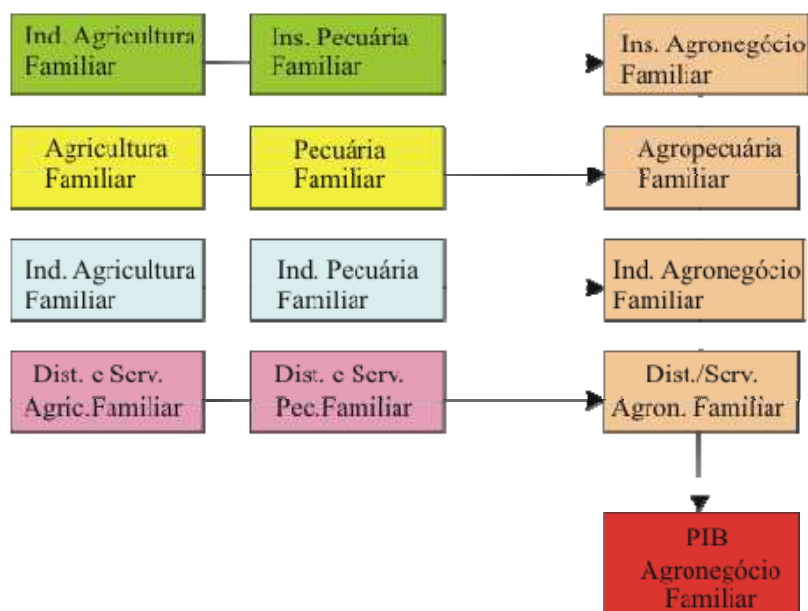 Ind. Agricultura
Familiar
Ins. Pecuária
Familiar
Ins. Agronegócio
Familiar
Agricultura
Familiar
Pecuária
Familiar
Agropecuária
Familiar
Ind. Agricultura
Familiar
Ind. Pecuária
Familiar
Ind. Agronegócio
Familiar
Dist. e Serv.
Agric.Familiar
Dist. e Serv.
Pec.Familiar
Dist./Serv.
Agron. Familiar
PIB
Agronegócio
Familiar